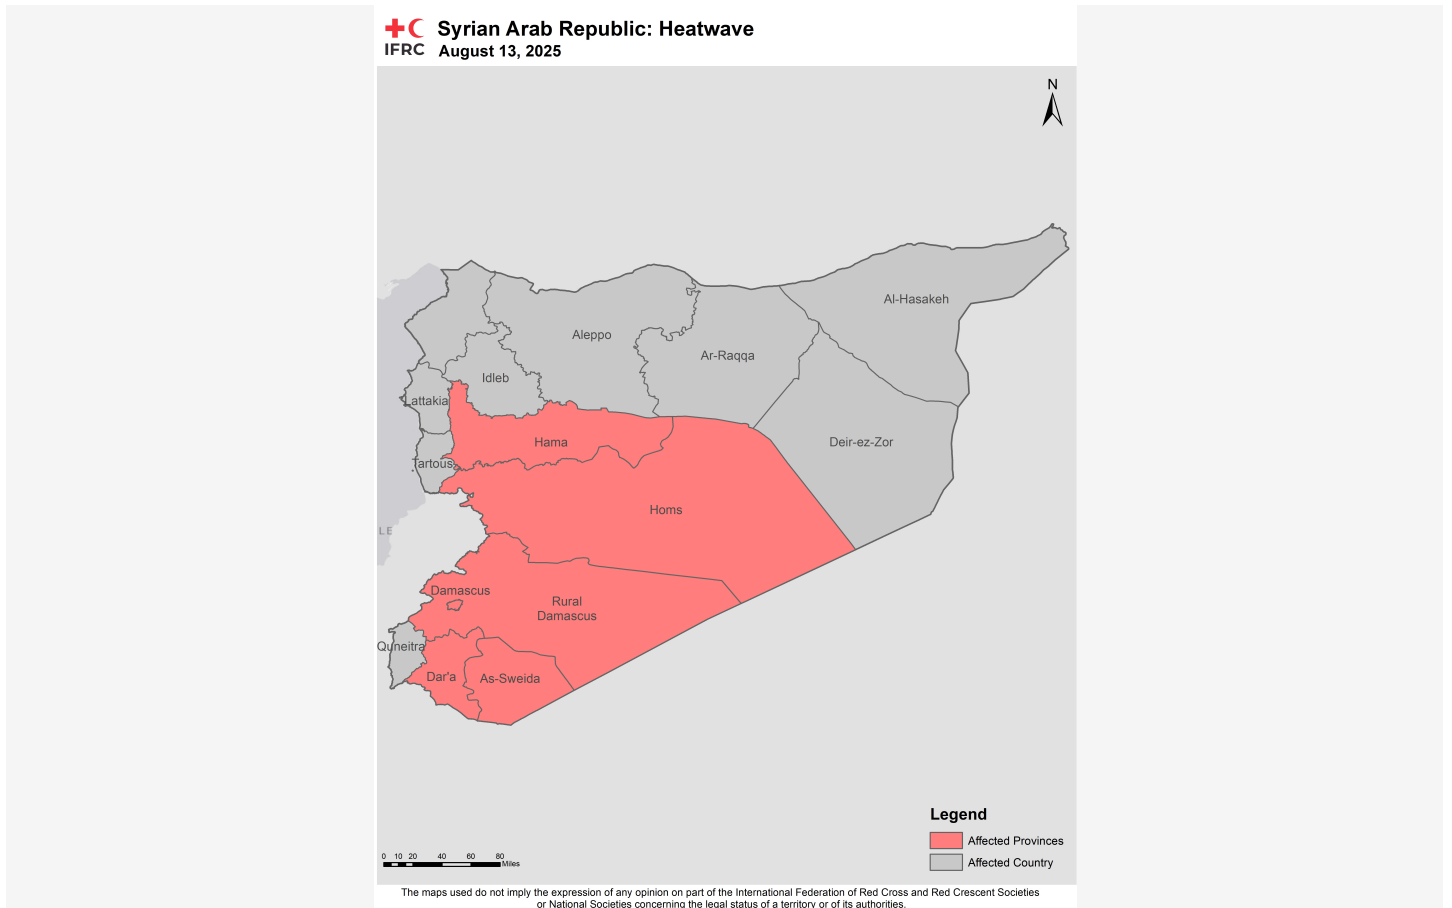 Syrian Arab Republic: Heatwave
IFRC
August 13, 2025
N
Al-Hasakeh
Aleppo
Ar-Raqqa
Idleb
Lattakia
Hama
Deir-ez-Zor
Tartous
Homs
L E
Damascus
Rural
Damascus
Quneitra
Dar'a
As-Sweida
Legend
Affected Provinces
Affected Country
0 10 20 40 60 80
Miles
The maps used do not imply the expression of any opinion on part of the International Federation of Red Cross and Red Crescent Societies
or National Societies concerning the legal status of a territory or of its authorities.